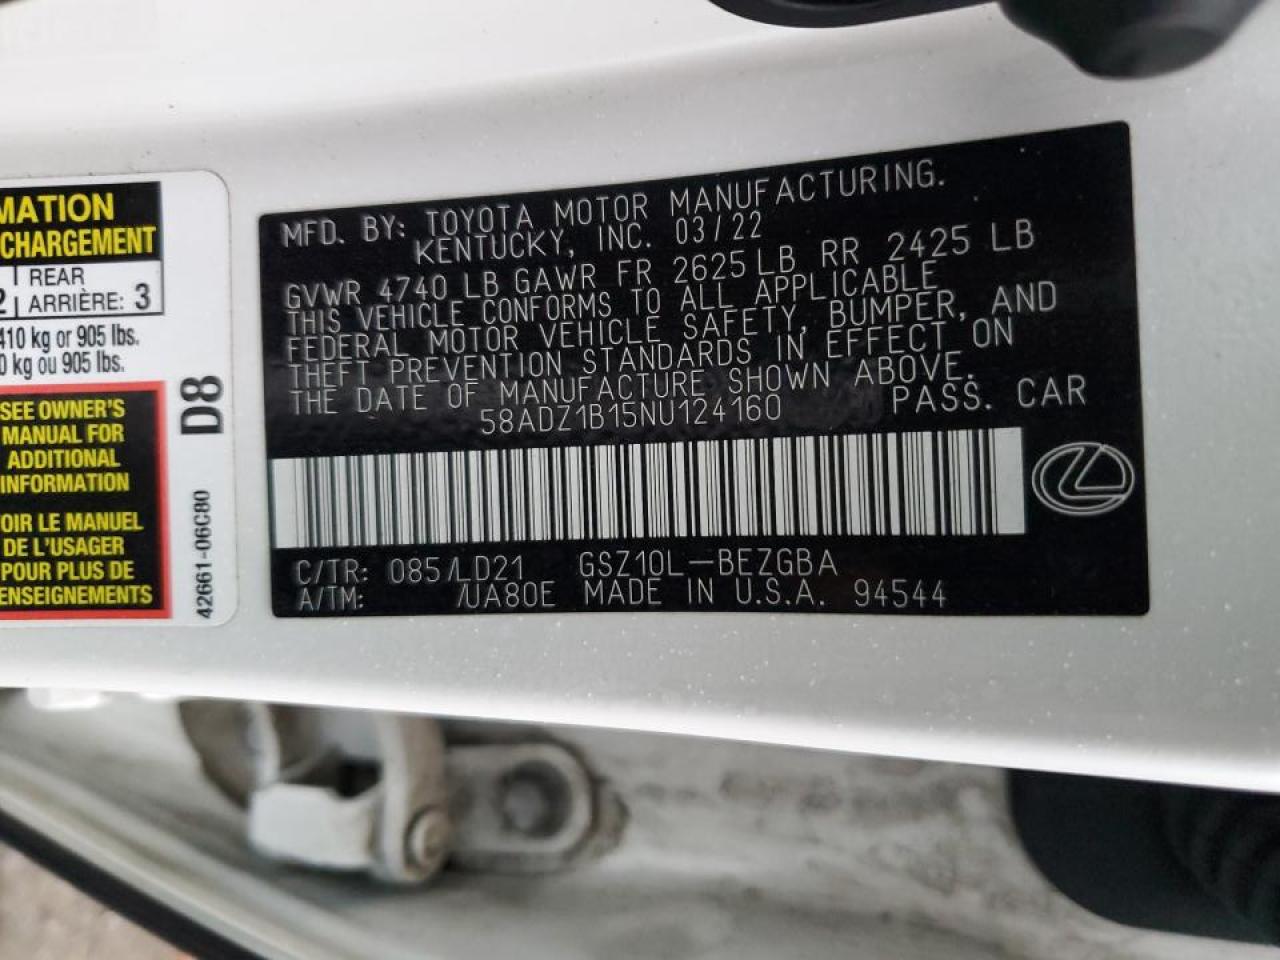 MATION
CHARGEMENT
2 | REAR
ARRIÈRE: 3
410 kg or 905 lbs.
0 kg ou 905 lbs.
SEE OWNER'S
MANUAL FOR
ADDITIONAL
INFORMATION
OIR LE MANUEL
DE L'USAGER
POUR PLUS DE
ENSEIGNEMENTS
D8
42661-06C80
MFD. BY: TOYOTA MOTOR MANUFACTURING.
KENTUCKY, INC. 03/22
GVWR 4740 LB GAWR FR 2625 LB RR 2425 LB
THIS VEHICLE CONFORMS TO ALL APPLICABLE
FEDERAL MOTOR VEHICLE SAFETY, BUMPER, AND
THEFT PREVENTION STANDARDS IN EFFECT ON
THE DATE OF MANUFACTURE SHOWN ABOVE.
58ADZ1B15NU124160 PASS. CAR
C/TR: 085/LD21 GSZ10L-BEZGBA
A/TM: /UA80E MADE IN U.S.A. 94544